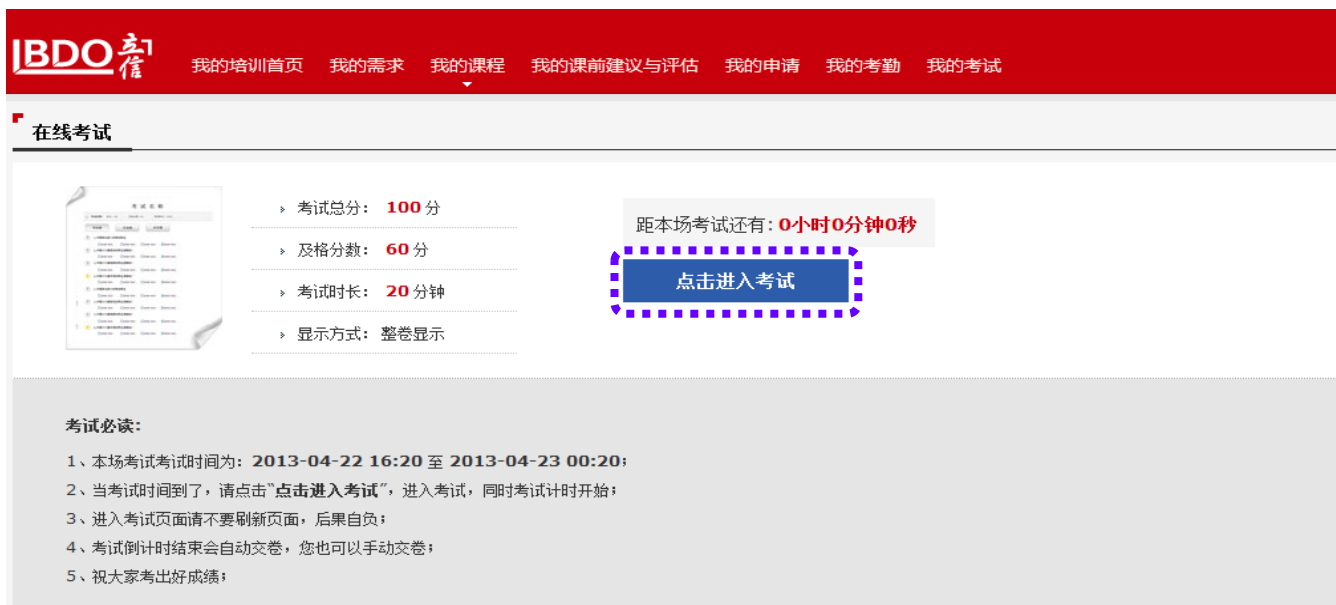 BDO立信
我的培训首页 我的需求 我的课程 我的课前建议与评估 我的申请 我的考勤 我的考试
在线考试
考试名称
考试总分： 100 分
及格分数： 60 分
考试时长： 20 分钟
显示方式： 整卷显示
距本场考试还有: 0小时0分钟0秒
点击进入考试
考试必读:
1、本场考试考试时间为: 2013-04-22 16:20 至 2013-04-23 00:20;
2、当考试时间到了，请点击"点击进入考试"，进入考试，同时考试计时开始;
3、进入考试页面请不要刷新页面，后果自负;
4、考试倒计时结束会自动交卷，您也可以手动交卷;
5、祝大家考出好成绩;